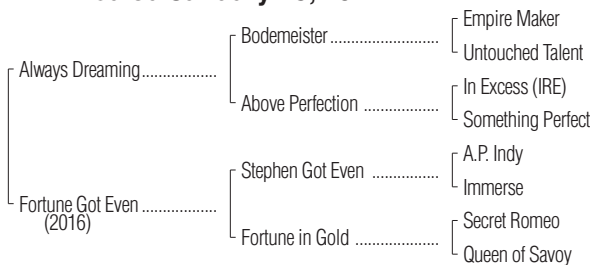 Empire Maker
Bodemeister
Untouched Talent
Always Dreaming
In Excess (IRE)
Above Perfection
Something Perfect
A.P. Indy
Stephen Got Even
Immerse
Fortune Got Even
(2016)
Secret Romeo
Fortune in Gold
Queen of Savoy